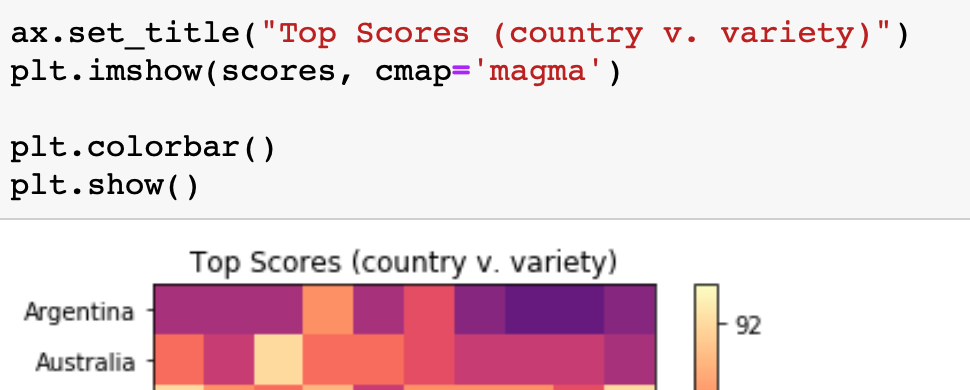 ax.set_title("Top Scores (country v. variety)")
plt.imshow(scores, cmap='magma')
plt.colorbar()
plt.show()
Top Scores (country v. variety)
Argentina
92
Australia